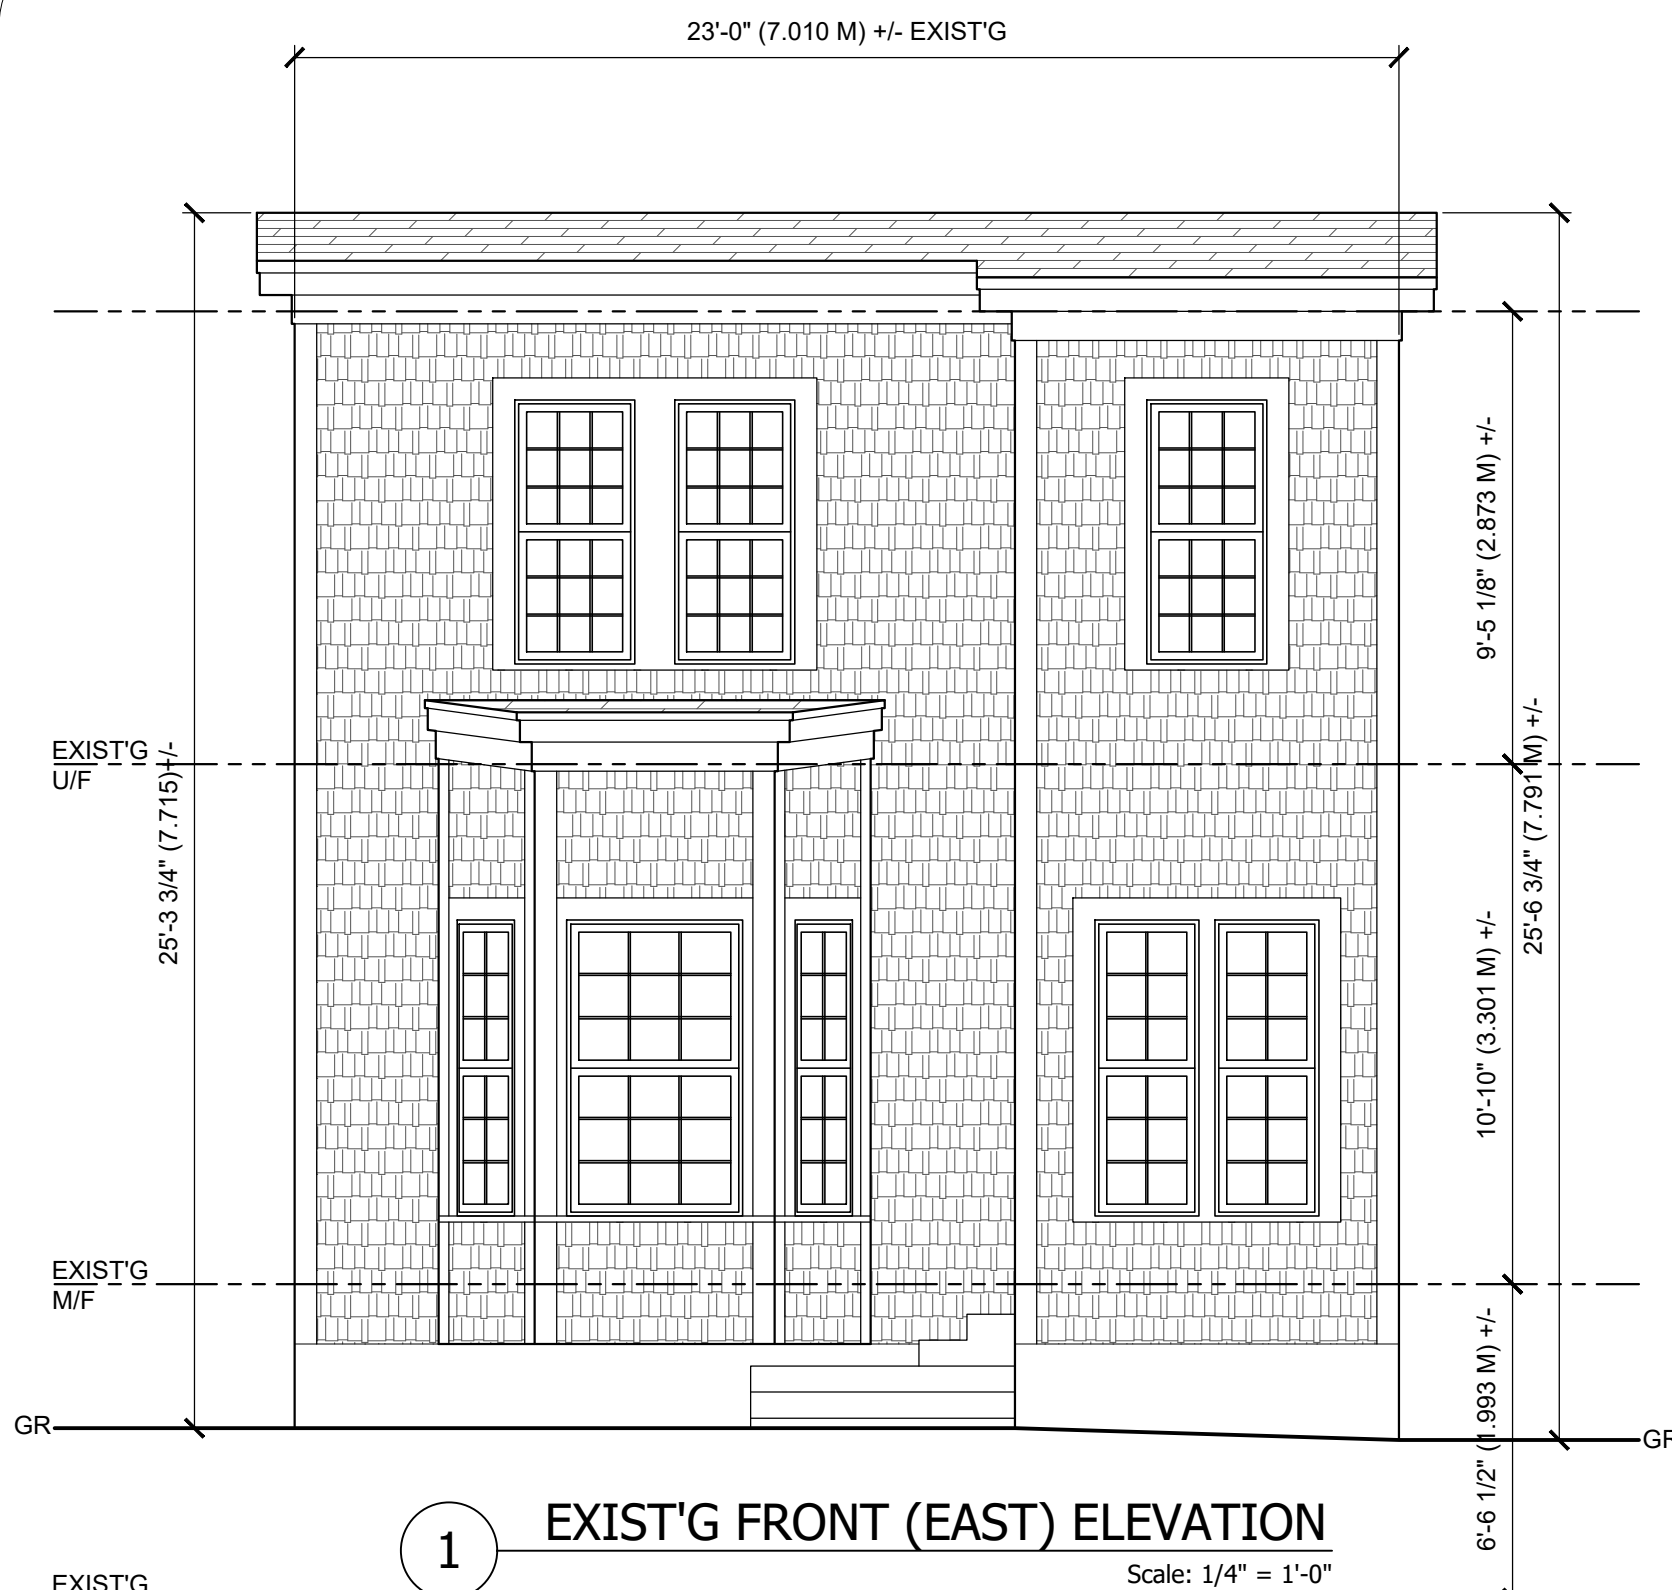 23'-0" (7.010 M) +/- EXIST'G
9'-5 1/8" (2.873 M) +/-
EXIST'G
U/F
25'-3 3/4" (7.715)+/-
25'-6 3/4" (7.791 M) +/-
10'-10" (3.301 M) +/-
EXIST'G
M/F
6'-6 1/2" (1.993 M) +/-
GR
GR
1
EXIST'G FRONT (EAST) ELEVATION
Scale: 1/4" = 1'-0"
EXIST'G